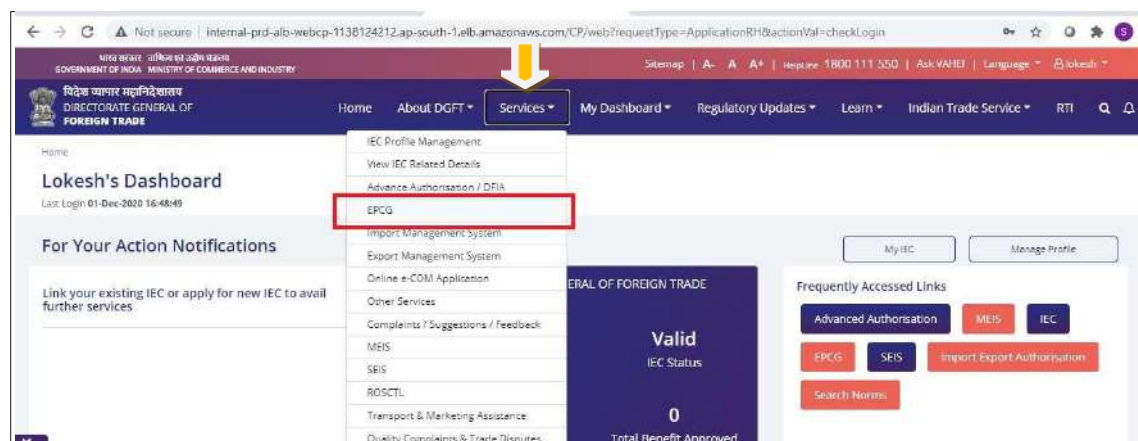 Not secure | internal-prd-alb-webcp-1138124212.ap-south-1.elb.amazonaws.com/CP/web?requestType=ApplicationRH&actionVal=checkLogin
S
भारत सरकार
GOVERNMENT OF INDIA MINISTRY OF COMMERCE AND INDUSTRY
Sitemap | A- A A+ | HELPLINE 1800 111 550 | Ask VAHEI | Language lokesh
विदेश व्यापार महानिदेशालय
DIRECTORATE GENERAL OF
FOREIGN TRADE
Home About DGFT Services My Dashboard Regulatory Updates Learn Indian Trade Service RTI
Home
Lokesh's Dashboard
Last Login 01-Dec-2020 16:48:49
IEC Profile Management
View IEC Related Details
Advance Authorisation / DFIA
EPCG
Import Management System
Export Management System
Online e-COM Application
Other Services
Complaints / Suggestions / Feedback
MEIS
SEIS
ROSCTL
Transport & Marketing Assistance
Quality Complaints & Trade Disputes
For Your Action Notifications
My IEC Manage Profile
Link your existing IEC or apply for new IEC to avail
further services
ERAL OF FOREIGN TRADE
Valid
IEC Status
0
Total Benefit Approved
Frequently Accessed Links
Advanced Authorisation MEIS IEC
EPCG SEIS Import Export Authorisation
Search Norms